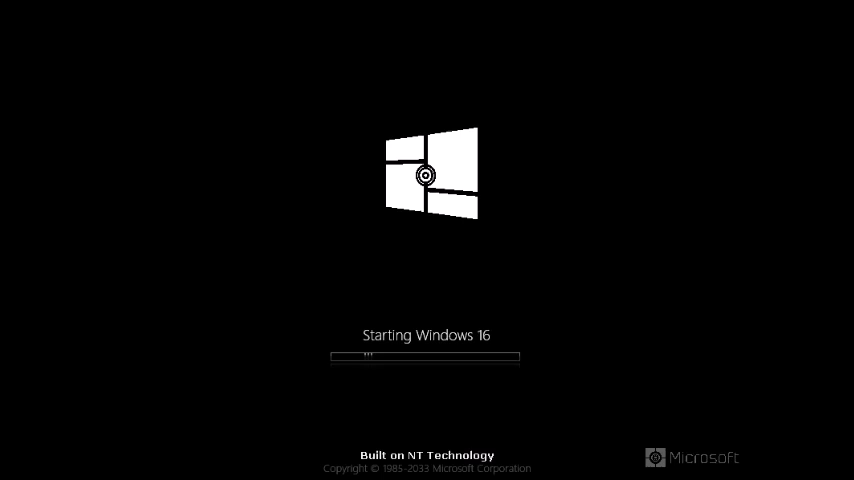 Starting Windows 16
Built on NT Technology
Copyright © 1985-2033 Microsoft Corporation
Microsoft